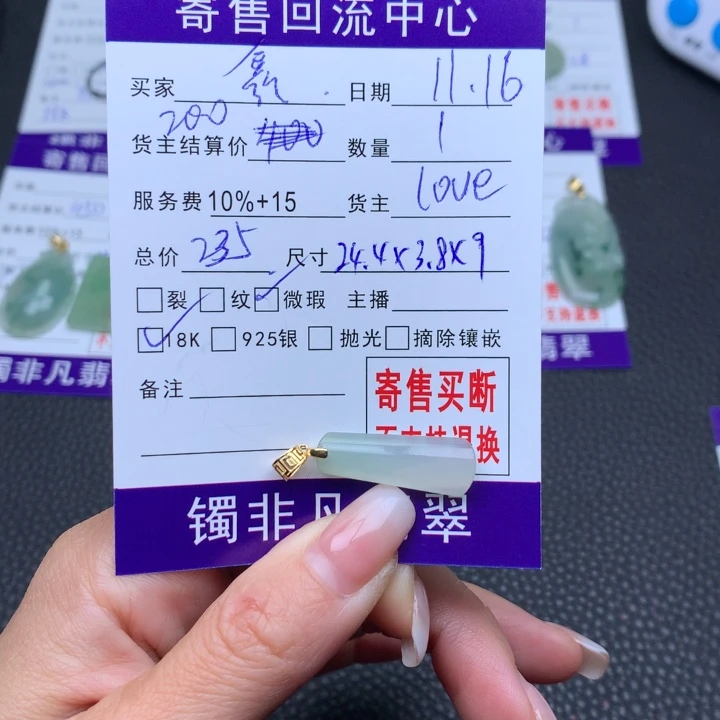 寄售回流中心
买家 日期 11.16
200
货主结算价 数量 1
服务费 10%+15 货主 love
总价 235 尺寸 24.4x3.8x9
裂 纹 微瑕 主播
18K 925银 抛光 摘除镶嵌
备注
寄售买断
退换
镯非凡翡翠